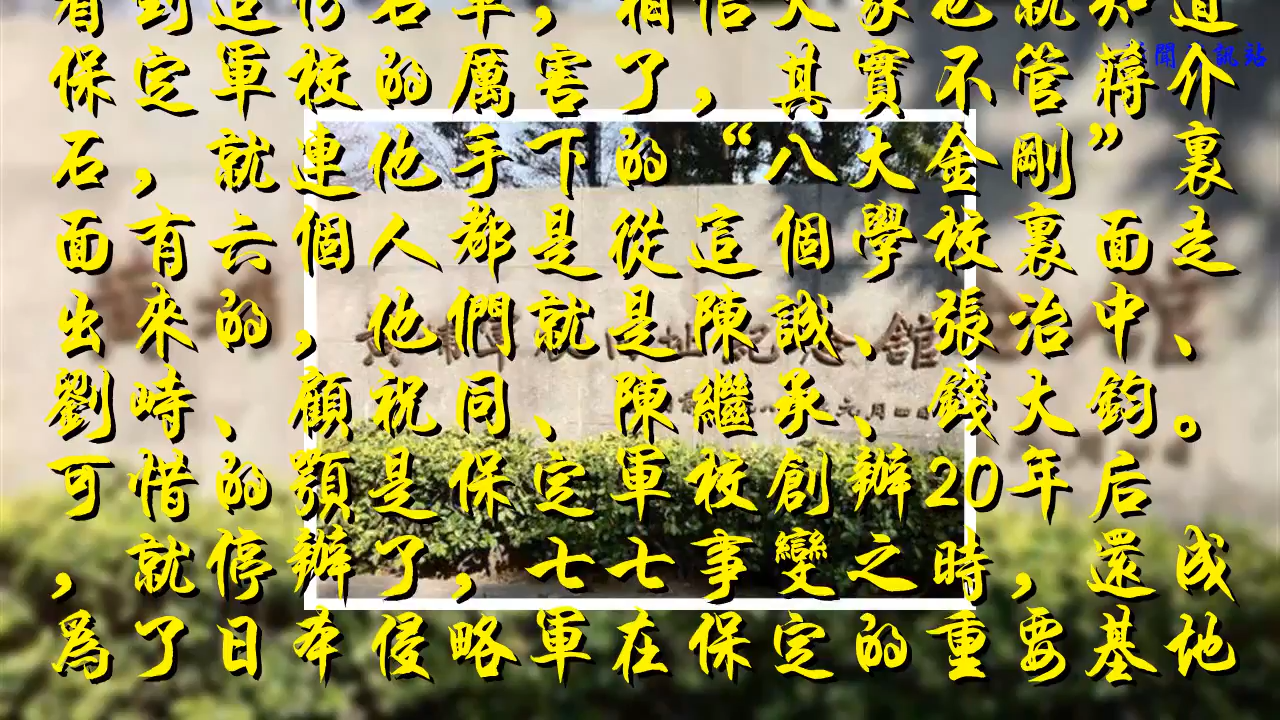 看到這份名單，相信大家也就知道
保定軍校的厲害了，其實不管蔣介
石，就連他手下的“八大金剛”裏
面有六個人都是從這個學校裏面走
出來的，他們就是陳誠、張治中、
劉峙、顧祝同、陳繼承、錢大鈞。
可惜的顎是保定軍校創辦20年后
，就停辦了，七七事變之時，還成
爲了日本侵略軍在保定的重要基地
聞 訊站